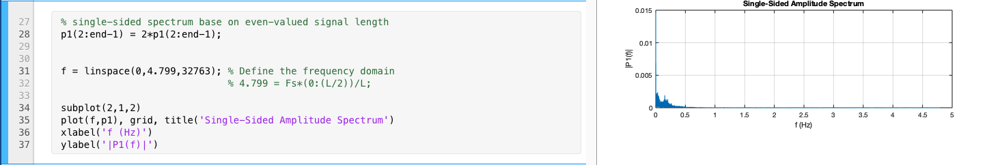 27 % single-sided spectrum base on even-valued signal length
28 p1(2:end-1) = 2*p1(2:end-1);
29
30
31 f = linspace(0,4.799,32763); % Define the frequency domain
32 % 4.799 = Fs*(0:(L/2))/L;
33
34 subplot(2,1,2)
35 plot(f,p1), grid, title('Single-Sided Amplitude Spectrum')
36 xlabel('f (Hz)')
37 ylabel('|P1(f)|')
Single-Sided Amplitude Spectrum
0.015
0.01
0.005
0
|P1(f)|
0 0.5 1 1.5 2 2.5 3 3.5 4 4.5 5
f (Hz)